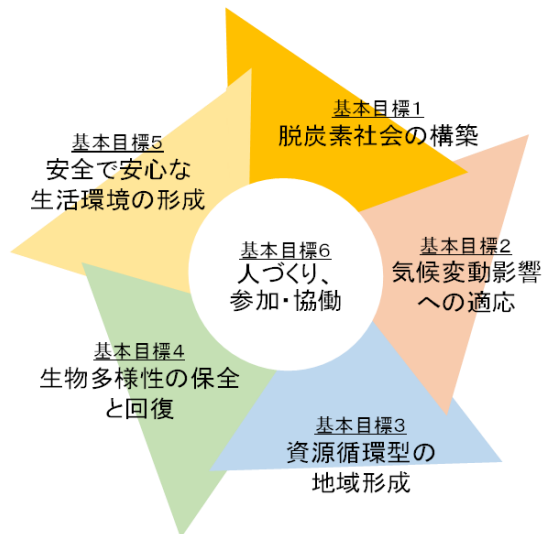 基本目標1
脱炭素社会の構築
基本目標2
気候変動影響
への適応
基本目標3
資源循環型の
地域形成
基本目標4
生物多様性の保全
と回復
基本目標5
安全で安心な
生活環境の形成
基本目標6
人づくり、
参加・協働